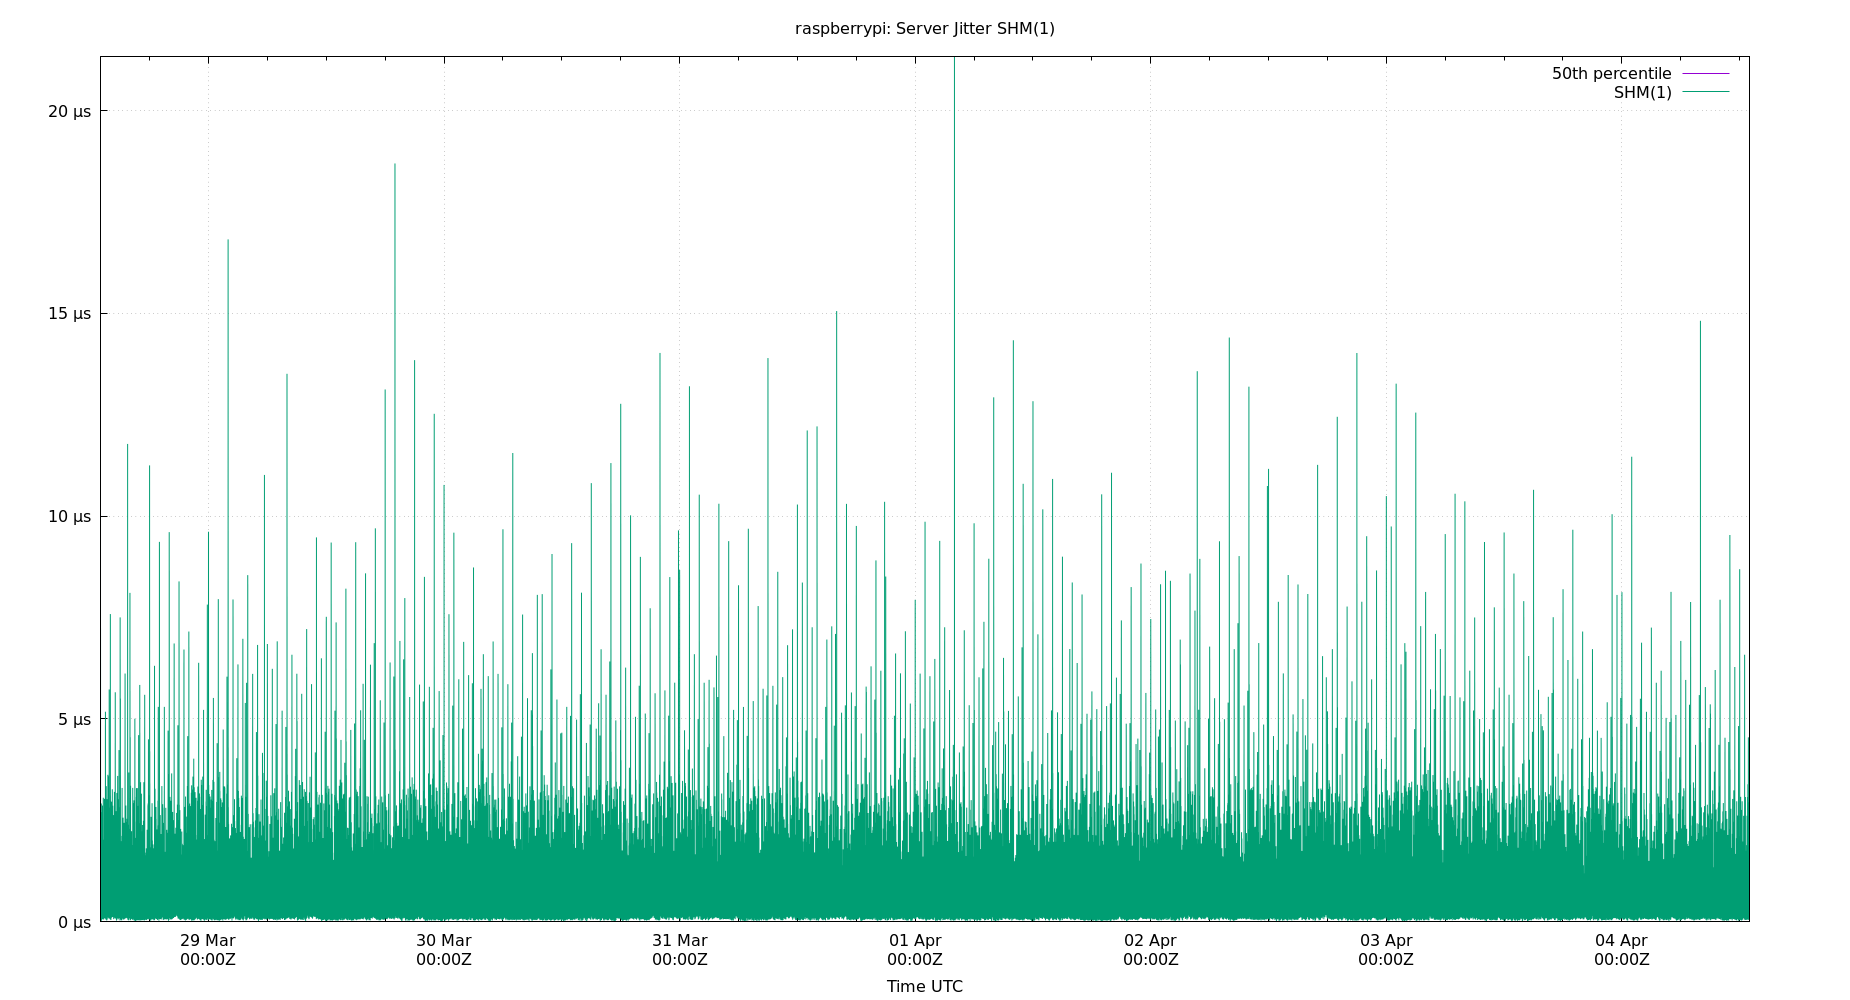 raspberrypi: Server Jitter SHM(1)
50th percentile
SHM(1)
20 µs
15 µs
10 µs
5 µs
0 µs
29 Mar 30 Mar 31 Mar 01 Apr 02 Apr 03 Apr 04 Apr
00:00Z 00:00Z 00:00Z 00:00Z 00:00Z 00:00Z 00:00Z
Time UTC